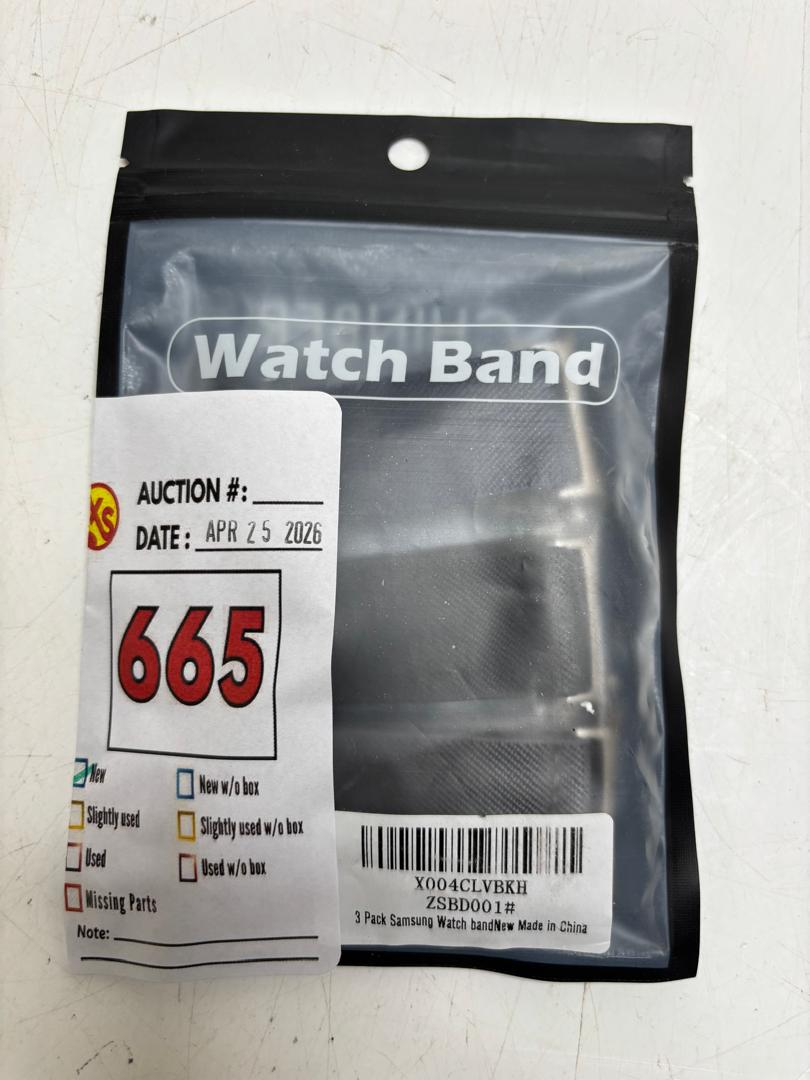 Watch Band
AUCTION #:
DATE: APR 25 2026
665
New
New w/o box
Slightly used
Slightly used w/o box
Used
Used w/o box
Missing Parts
Note:
X004CLVBKH
ZSBD001#
3 Pack Samsung Watch bandNew Made in China